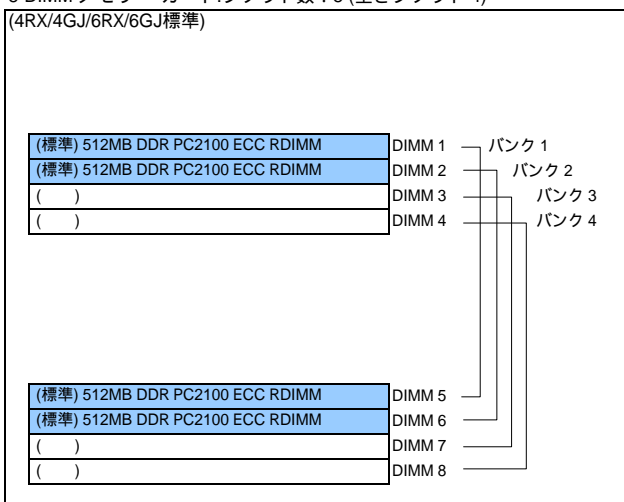 (4RX/4GJ/6RX/6GJ標準)
(標準) 512MB DDR PC2100 ECC RDIMM DIMM 1 バンク 1
(標準) 512MB DDR PC2100 ECC RDIMM DIMM 2 バンク 2
( ) DIMM 3 バンク 3
( ) DIMM 4 バンク 4
(標準) 512MB DDR PC2100 ECC RDIMM DIMM 5
(標準) 512MB DDR PC2100 ECC RDIMM DIMM 6
( ) DIMM 7
( ) DIMM 8